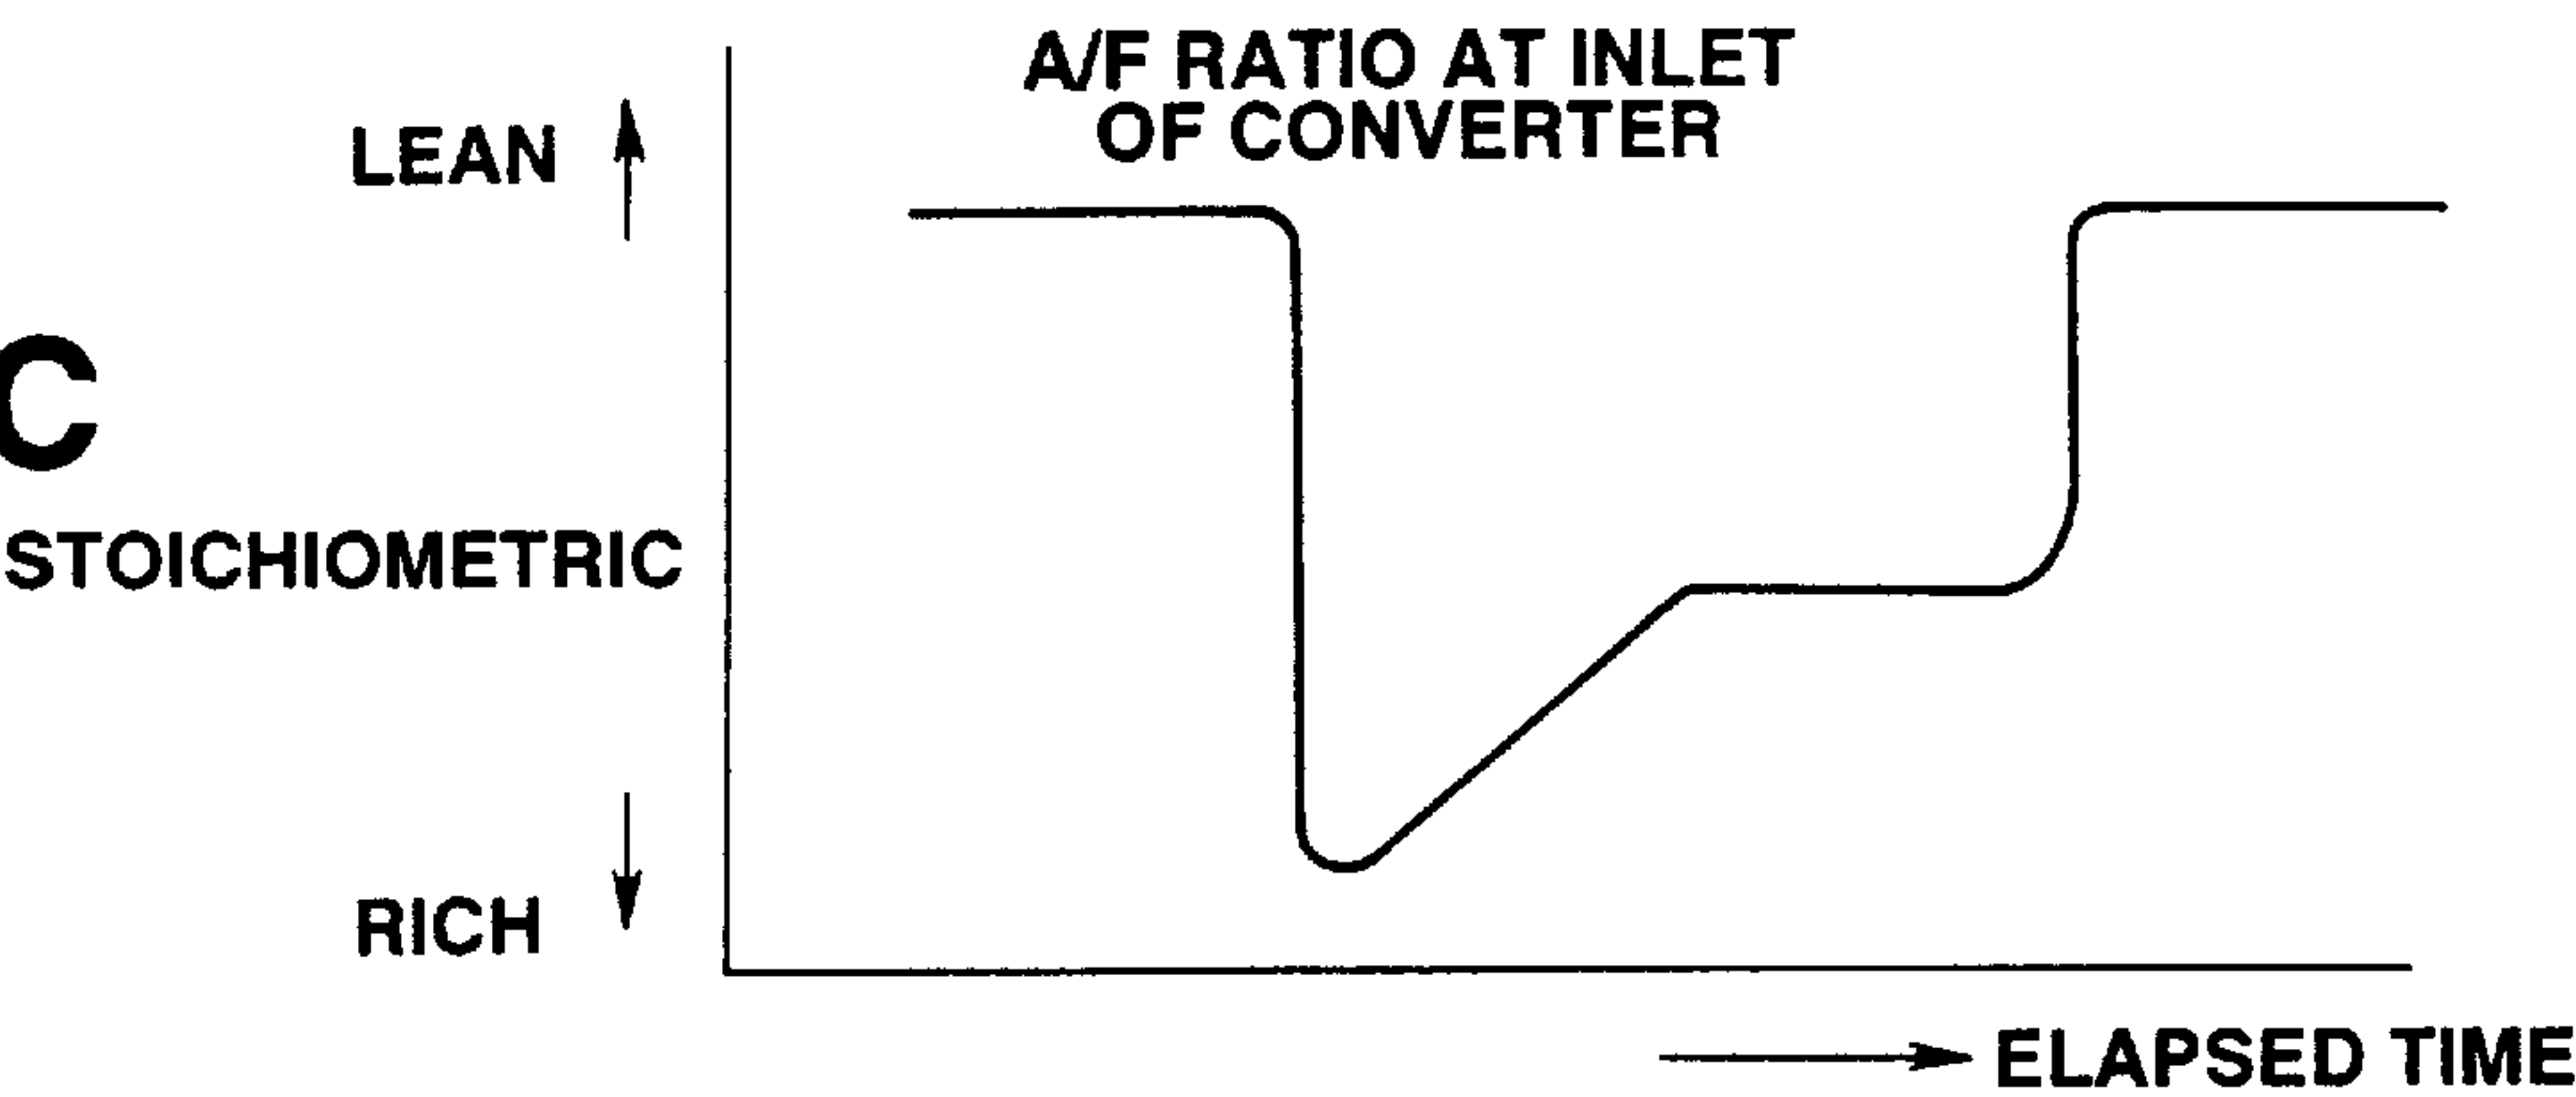 A/F RATIO AT INLET
OF CONVERTER
LEAN
C
STOICHIOMETRIC
RICH
ELAPSED TIME